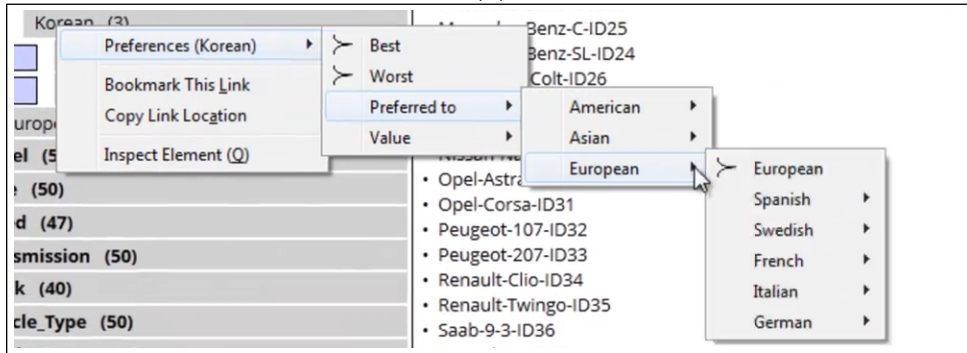 Korean (3)
Preferences (Korean)
Bookmark This Link
Copy Link Location
Inspect Element (Q)
Best
Worst
Preferred to
Value
American
Asian
European
European
Spanish
Swedish
French
Italian
German
(50)
(47)
(50)
(40)
(50)
Benz-C-ID25
Benz-SL-ID24
Colt-ID26
• Opel-Astra
• Opel-Corsa-ID31
• Peugeot-107-ID32
• Peugeot-207-ID33
• Renault-Clio-ID34
• Renault-Twingo-ID35
• Saab-9-3-ID36